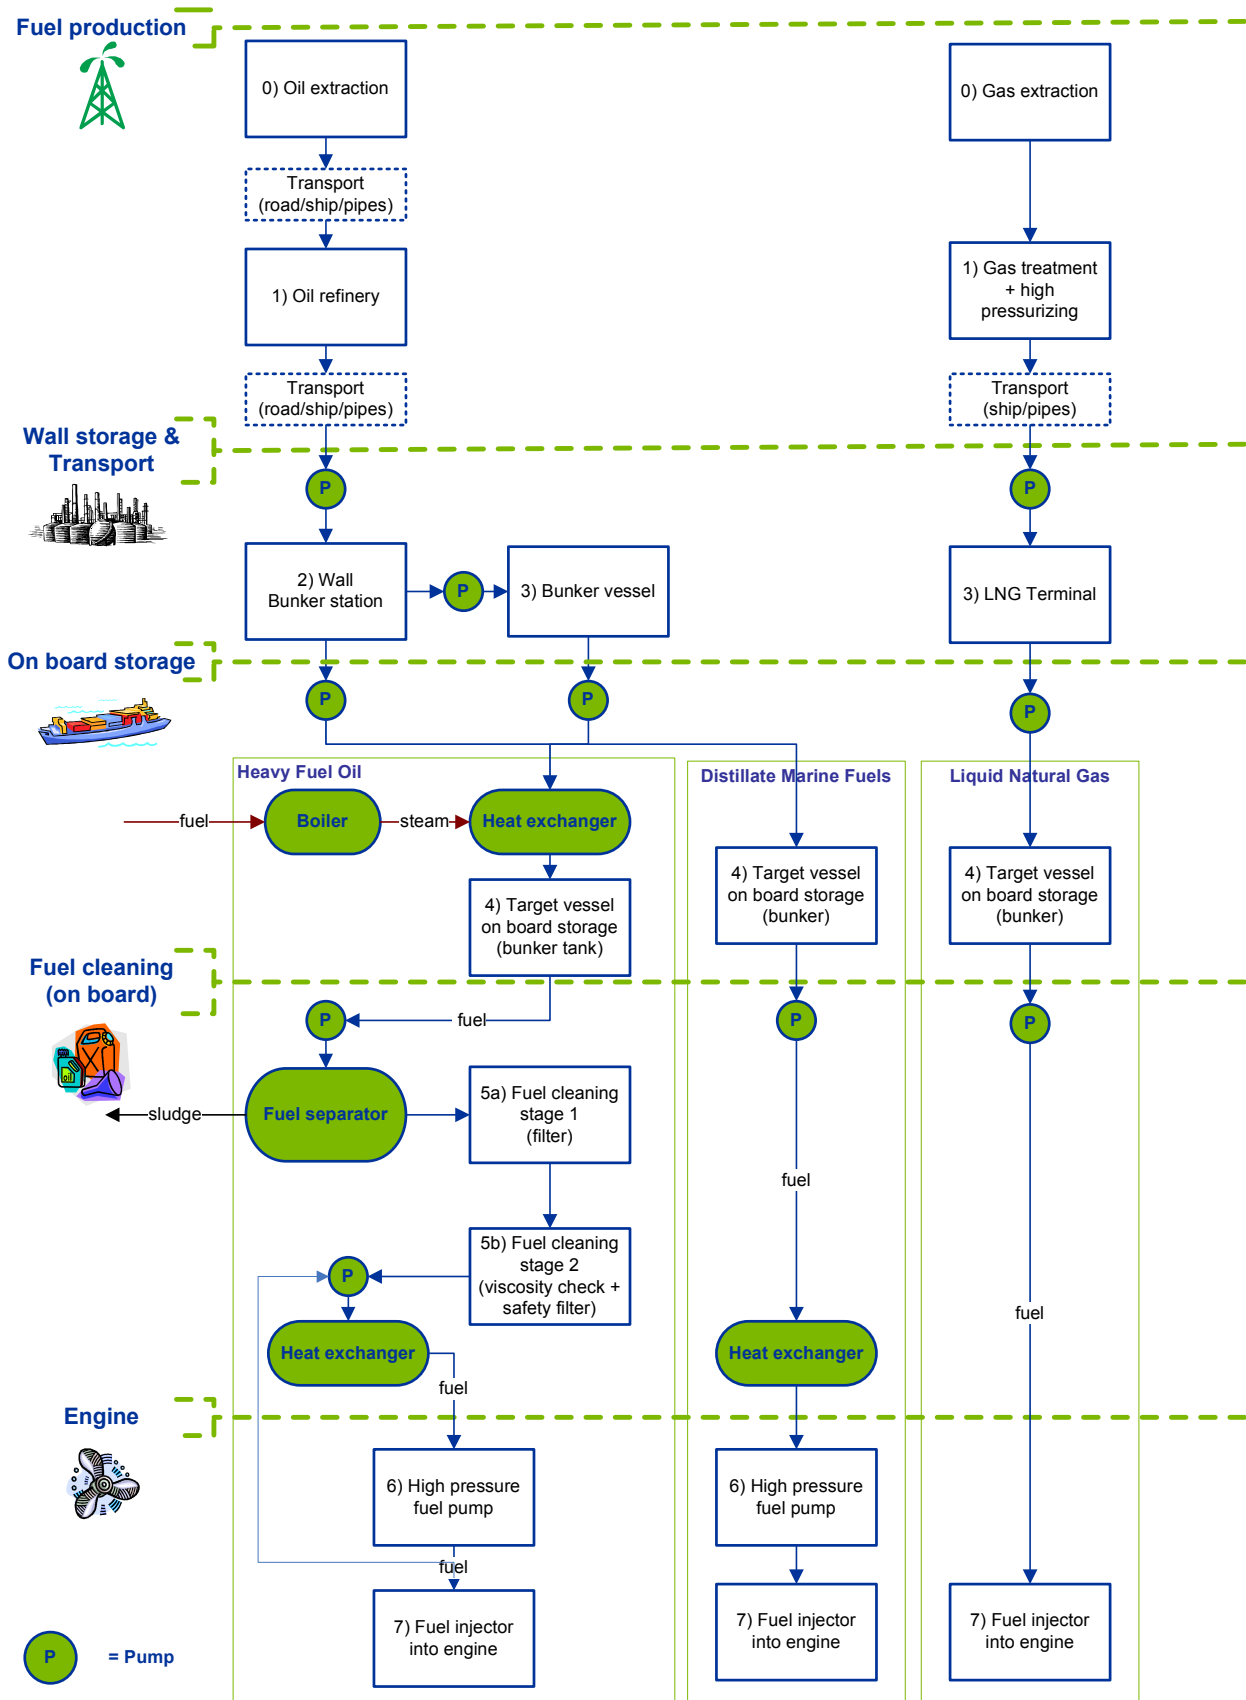 Fuel production
0) Oil extraction
0) Gas extraction
Transport
(road/ship/pipes)
1) Oil refinery
1) Gas treatment
+ high
pressurizing
Transport
(road/ship/pipes)
Transport
(ship/pipes)
Wall storage &
Transport
P
P
2) Wall
Bunker station
P
3) Bunker vessel
3) LNG Terminal
On board storage
P
P
P
Heavy Fuel Oil
Distillate Marine Fuels
Liquid Natural Gas
fuel
Boiler
steam
Heat exchanger
4) Target vessel
on board storage
(bunker tank)
4) Target vessel
on board storage
(bunker)
4) Target vessel
on board storage
(bunker)
Fuel cleaning
(on board)
P
fuel
P
P
oil
sludge
Fuel separator
5a) Fuel cleaning
stage 1
(filter)
fuel
5b) Fuel cleaning
stage 2
(viscosity check +
safety filter)
P
fuel
Heat exchanger
Heat exchanger
fuel
Engine
6) High pressure
fuel pump
6) High pressure
fuel pump
fuel
7) Fuel injector
into engine
7) Fuel injector
into engine
7) Fuel injector
into engine
P
= Pump